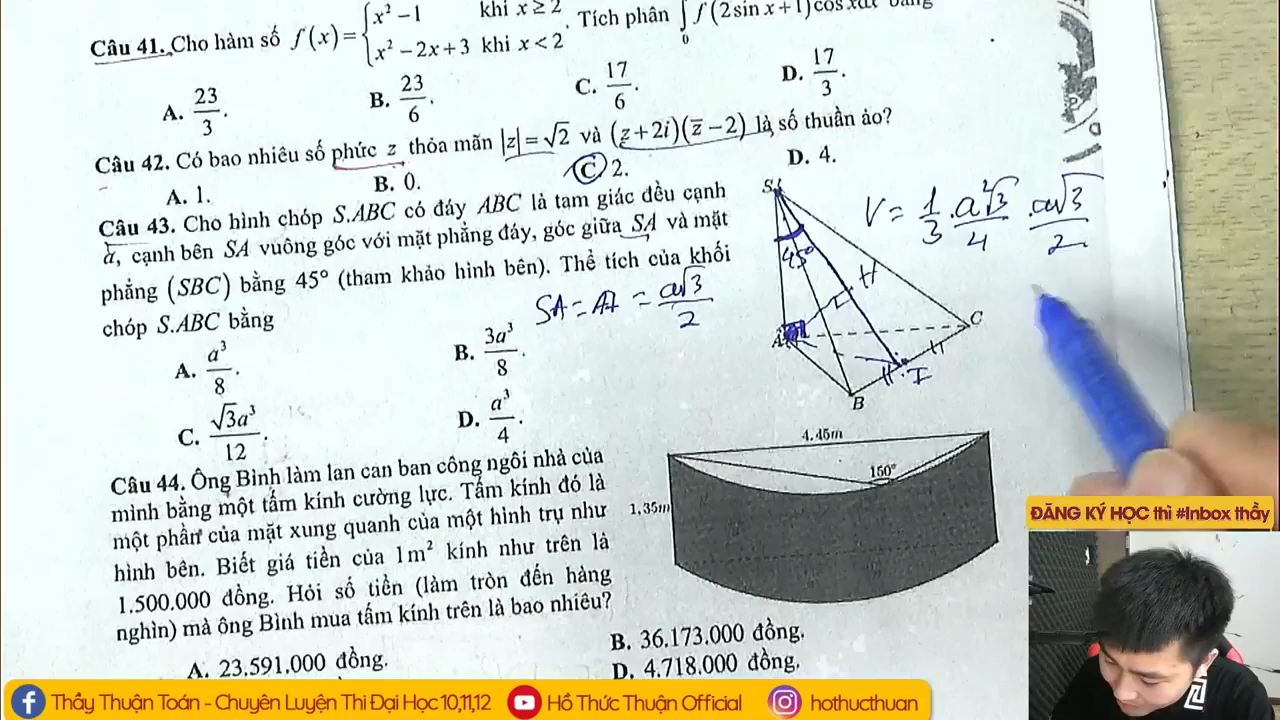 Câu 41. Cho hàm số f(x) = { x² − 1 khi x ≥ 2
x² − 2x + 3 khi x < 2 . Tích phân ∫ 0 f(2 sin x + 1) cos x
A. 23/3.
B. 23/6.
C. 17/6.
D. 17/3.
Câu 42. Có bao nhiêu số phức z thỏa mãn |z| = √2 và (z + 2i)(z̅ − 2) là số thuần ảo?
A. 1.
B. 0.
C. 2.
D. 4.
Câu 43. Cho hình chóp S.ABC có đáy ABC là tam giác đều cạnh
a, cạnh bên SA vuông góc với mặt phẳng đáy, góc giữa SA và mặt
phẳng (SBC) bằng 45° (tham khảo hình bên). Thể tích của khối
chóp S.ABC bằng
SA = AI = a√3/2
A. a³/8.
B. 3a³/8.
C. √3a³/12.
D. a³/4.
S
45°
H
A
C
I
B
V = 1/3 . a²√3/4 . a√3/2
Câu 44. Ông Bình làm lan can ban công ngôi nhà của
mình bằng một tấm kính cường lực. Tấm kính đó là
một phần của mặt xung quanh của một hình trụ như
hình bên. Biết giá tiền của 1m² kính như trên là
1.500.000 đồng. Hỏi số tiền (làm tròn đến hàng
nghìn) mà ông Bình mua tấm kính trên là bao nhiêu?
A. 23.591.000 đồng.
B. 36.173.000 đồng.
D. 4.718.000 đồng.
4.45m
150°
1,35m
ĐĂNG KÝ HỌC thì #Inbox thầy
Thầy Thuận Toán - Chuyên Luyện Thi Đại Học 10,11,12
Hồ Thức Thuận Official
hothucthuan